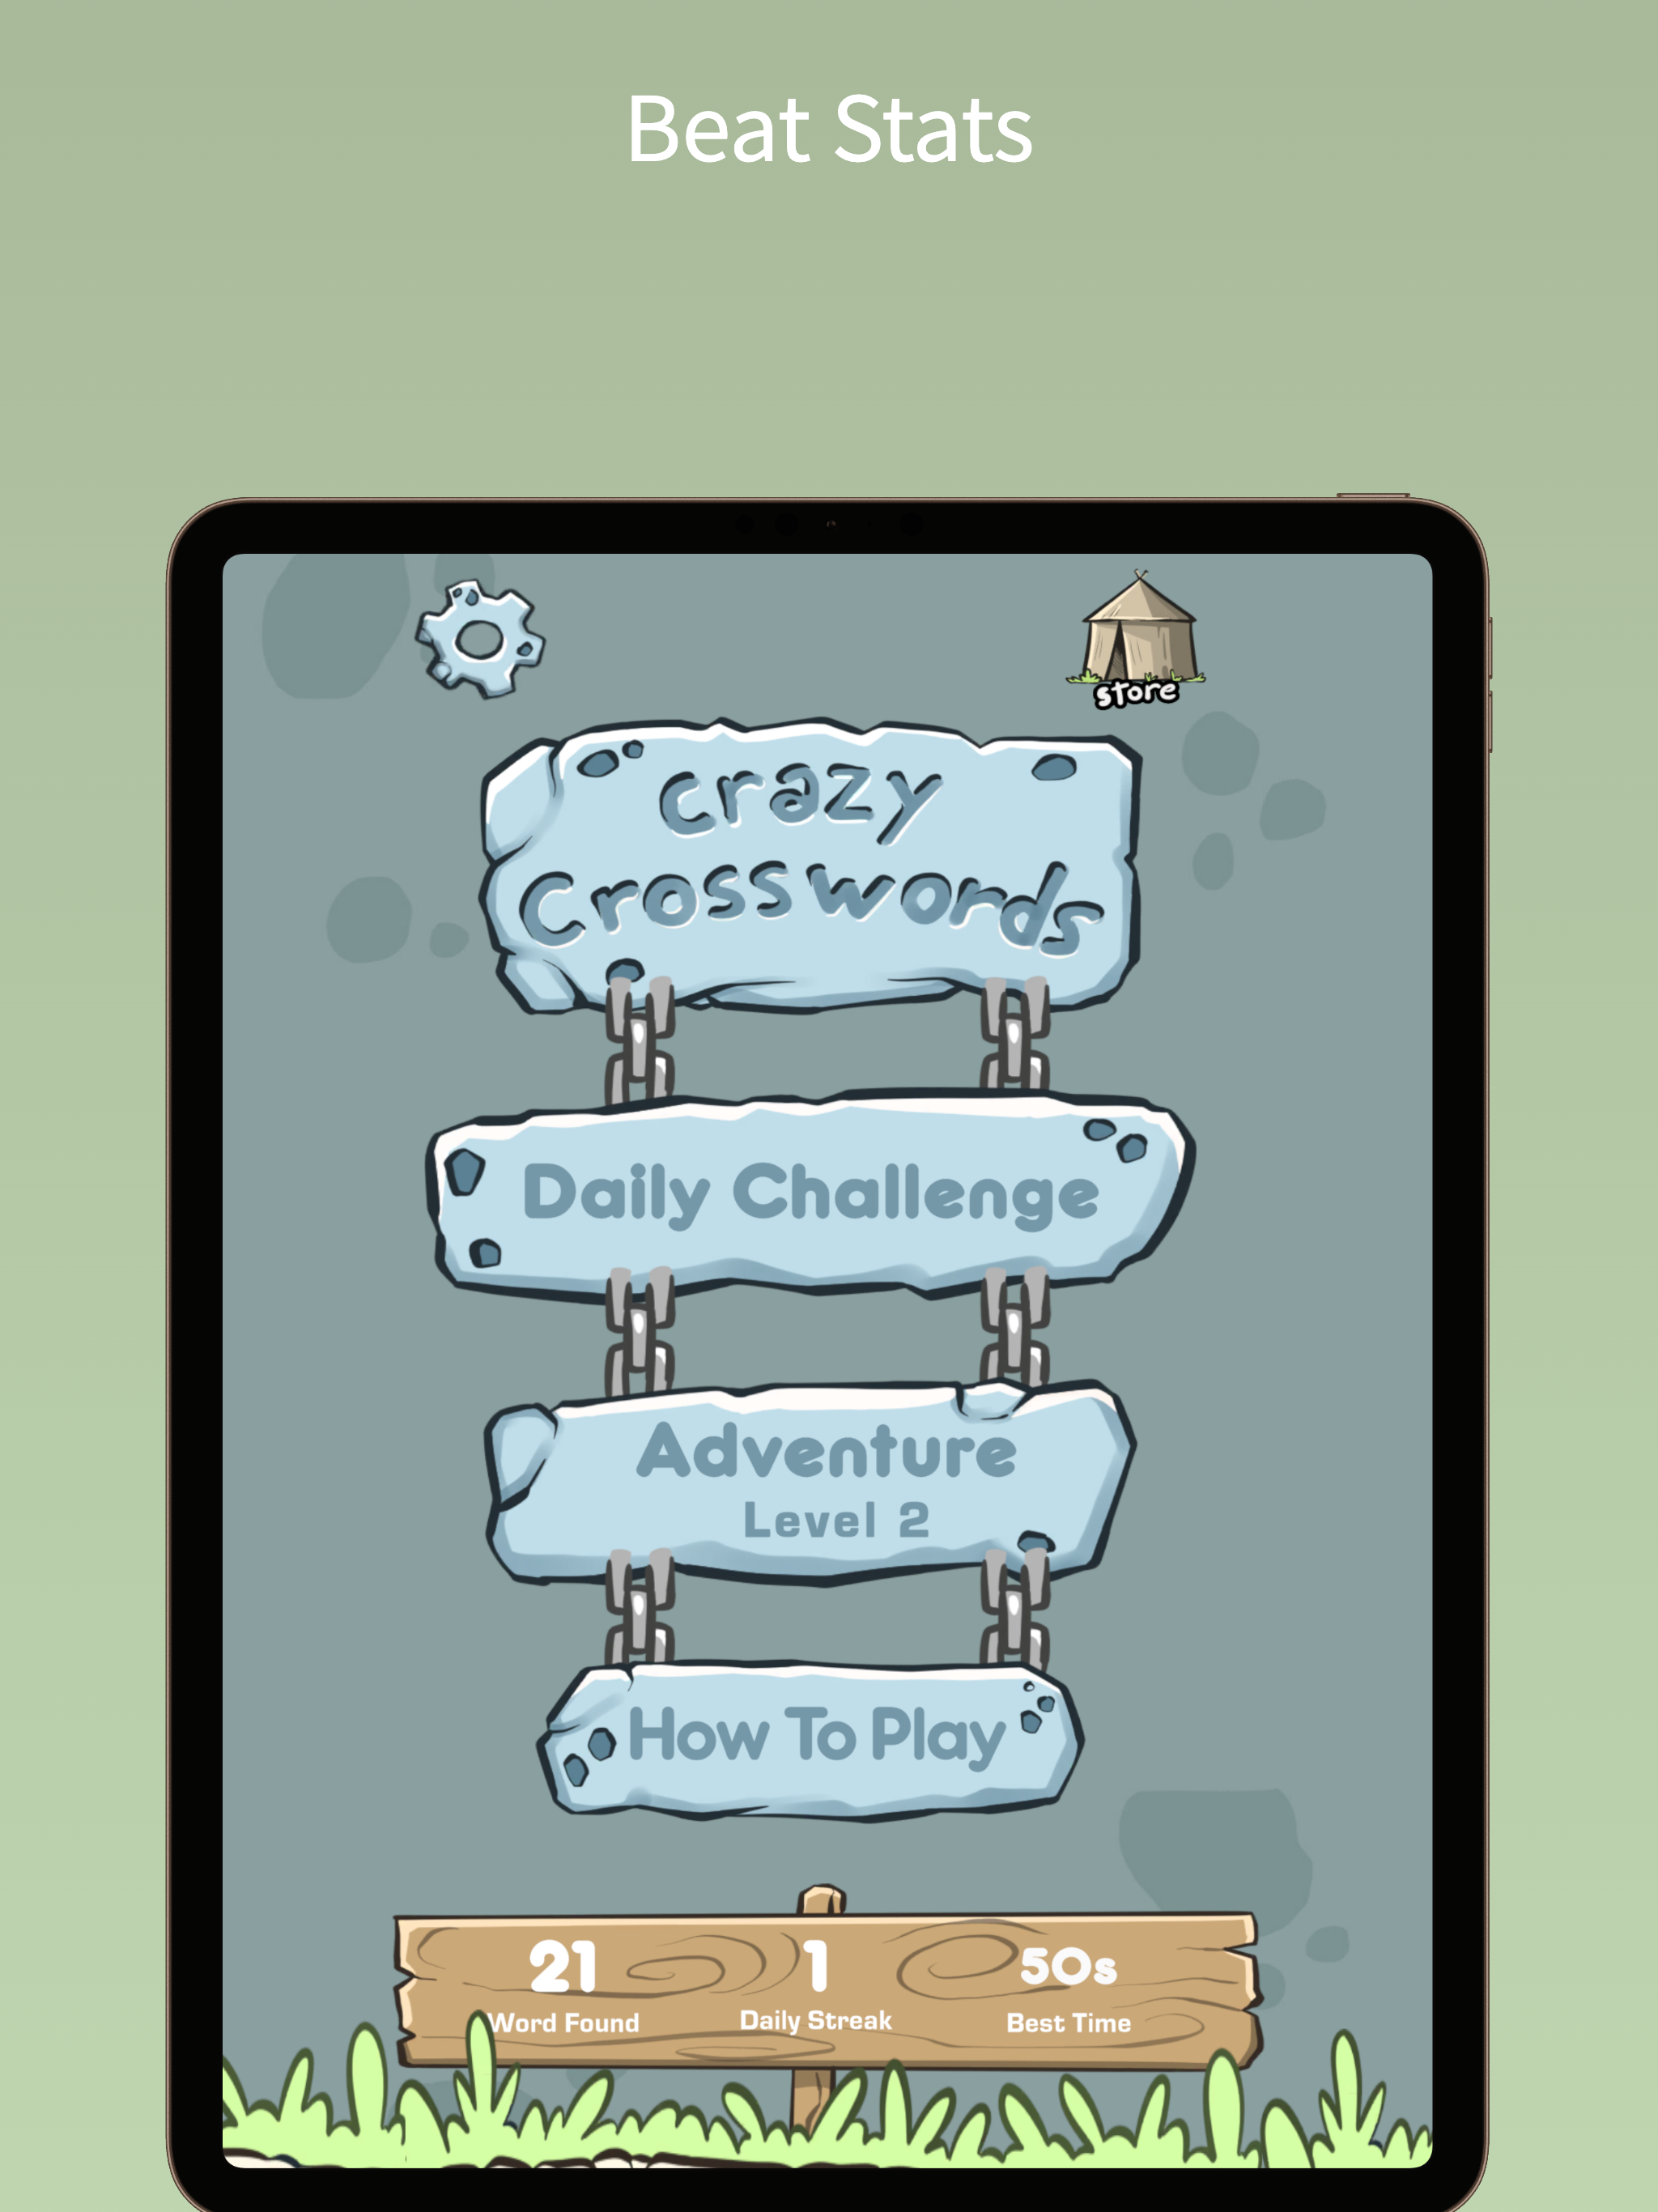 Beat Stats
store
Crazy
Crosswords
Daily Challenge
Adventure
Level 2
How To Play
21 1 50s
Word Found Daily Streak Best Time